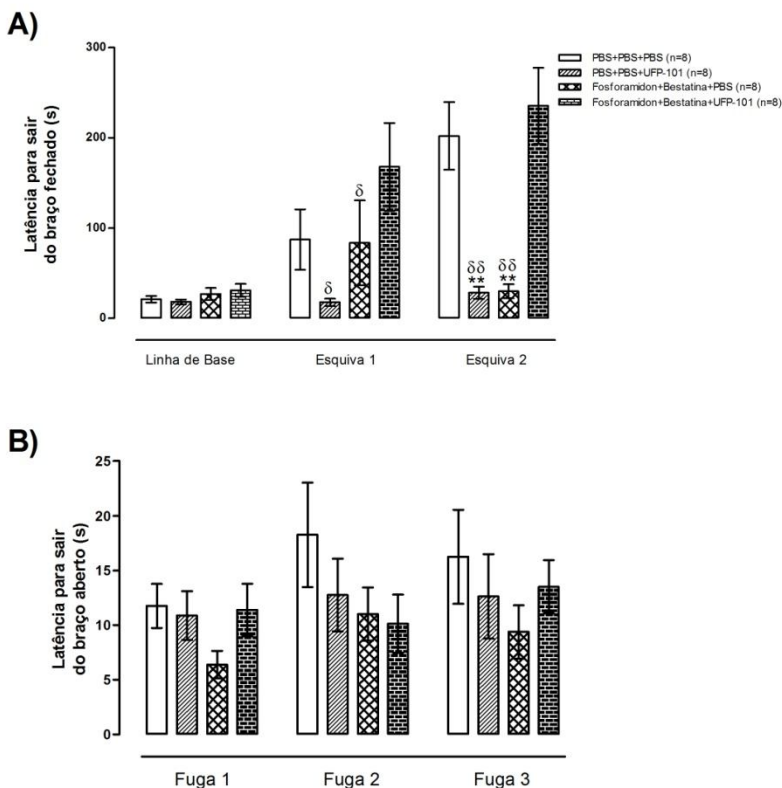 A)
Latência para sair
do braço fechado (s)
300
200
100
0
PBS+PBS+PBS (n=8)
PBS+PBS+UFP-101 (n=8)
Fosforamidon+Bestatina+PBS (n=8)
Fosforamidon+Bestatina+UFP-101 (n=8)
δ
δ
δδ
**
δδ
**
Linha de Base
Esquiva 1
Esquiva 2
B)
Latência para sair
do braço aberto (s)
25
20
15
10
5
0
Fuga 1
Fuga 2
Fuga 3